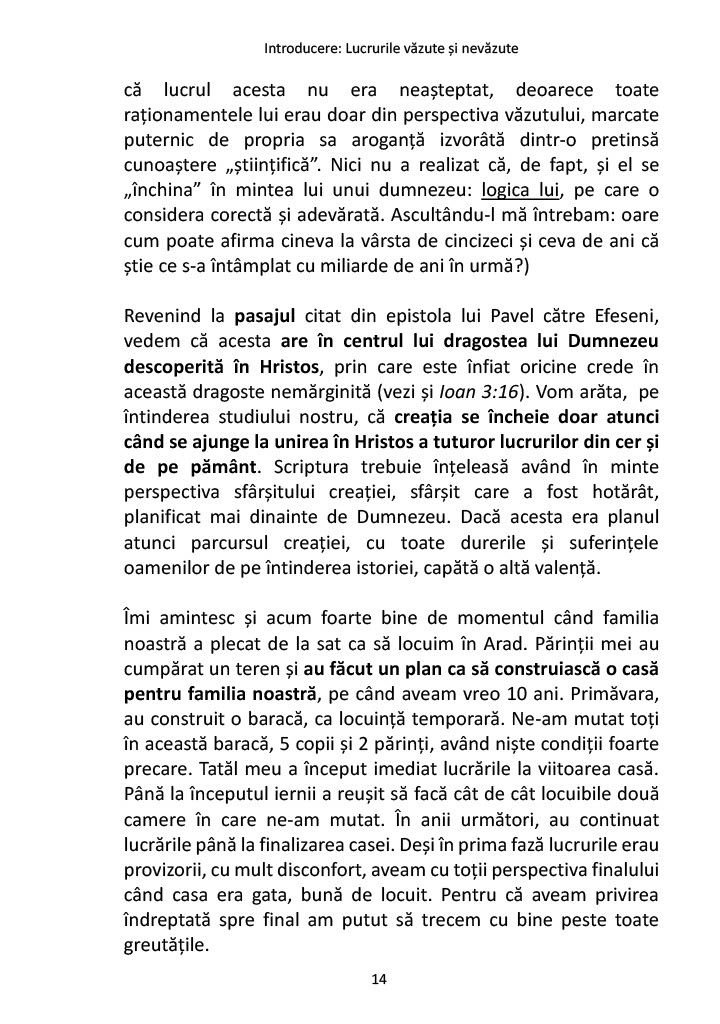 Introducere: Lucrurile văzute și nevăzute
că lucrul acesta nu era neașteptat, deoarece toate
raționamentele lui erau doar din perspectiva văzutului, marcate
puternic de propria sa aroganță izvorâtă dintr-o pretinsă
cunoaștere „științifică”. Nici nu a realizat că, de fapt, și el se
„închina” în mintea lui unui dumnezeu: logica lui, pe care o
considera corectă și adevărată. Ascultându-l mă întrebam: oare
cum poate afirma cineva la vârsta de cincizeci și ceva de ani că
știe ce s-a întâmplat cu miliarde de ani în urmă?)
Revenind la pasajul citat din epistola lui Pavel către Efeseni,
vedem că acesta are în centrul lui dragostea lui Dumnezeu
descoperită în Hristos, prin care este înfiat oricine crede în
această dragoste nemărginită (vezi și Ioan 3:16). Vom arăta, pe
întinderea studiului nostru, că creația se încheie doar atunci
când se ajunge la unirea în Hristos a tuturor lucrurilor din cer și
de pe pământ. Scriptura trebuie înțeleasă având în minte
perspectiva sfârșitului creației, sfârșit care a fost hotărât,
planificat mai dinainte de Dumnezeu. Dacă acesta era planul
atunci parcursul creației, cu toate durerile și suferințele
oamenilor de pe întinderea istoriei, capătă o altă valență.
Îmi amintesc și acum foarte bine de momentul când familia
noastră a plecat de la sat ca să locuim în Arad. Părinții mei au
cumpărat un teren și au făcut un plan ca să construiască o casă
pentru familia noastră, pe când aveam vreo 10 ani. Primăvara,
au construit o baracă, ca locuință temporară. Ne-am mutat toți
în această baracă, 5 copii și 2 părinți, având niște condiții foarte
precare. Tatăl meu a început imediat lucrările la viitoarea casă.
Până la începutul iernii a reușit să facă cât de cât locuibile două
camere în care ne-am mutat. În anii următori, au continuat
lucrările până la finalizarea casei. Deși în prima fază lucrurile erau
provizorii, cu mult disconfort, aveam cu toții perspectiva finalului
când casa era gata, bună de locuit. Pentru că aveam privirea
îndreptată spre final am putut să trecem cu bine peste toate
greutățile.
14